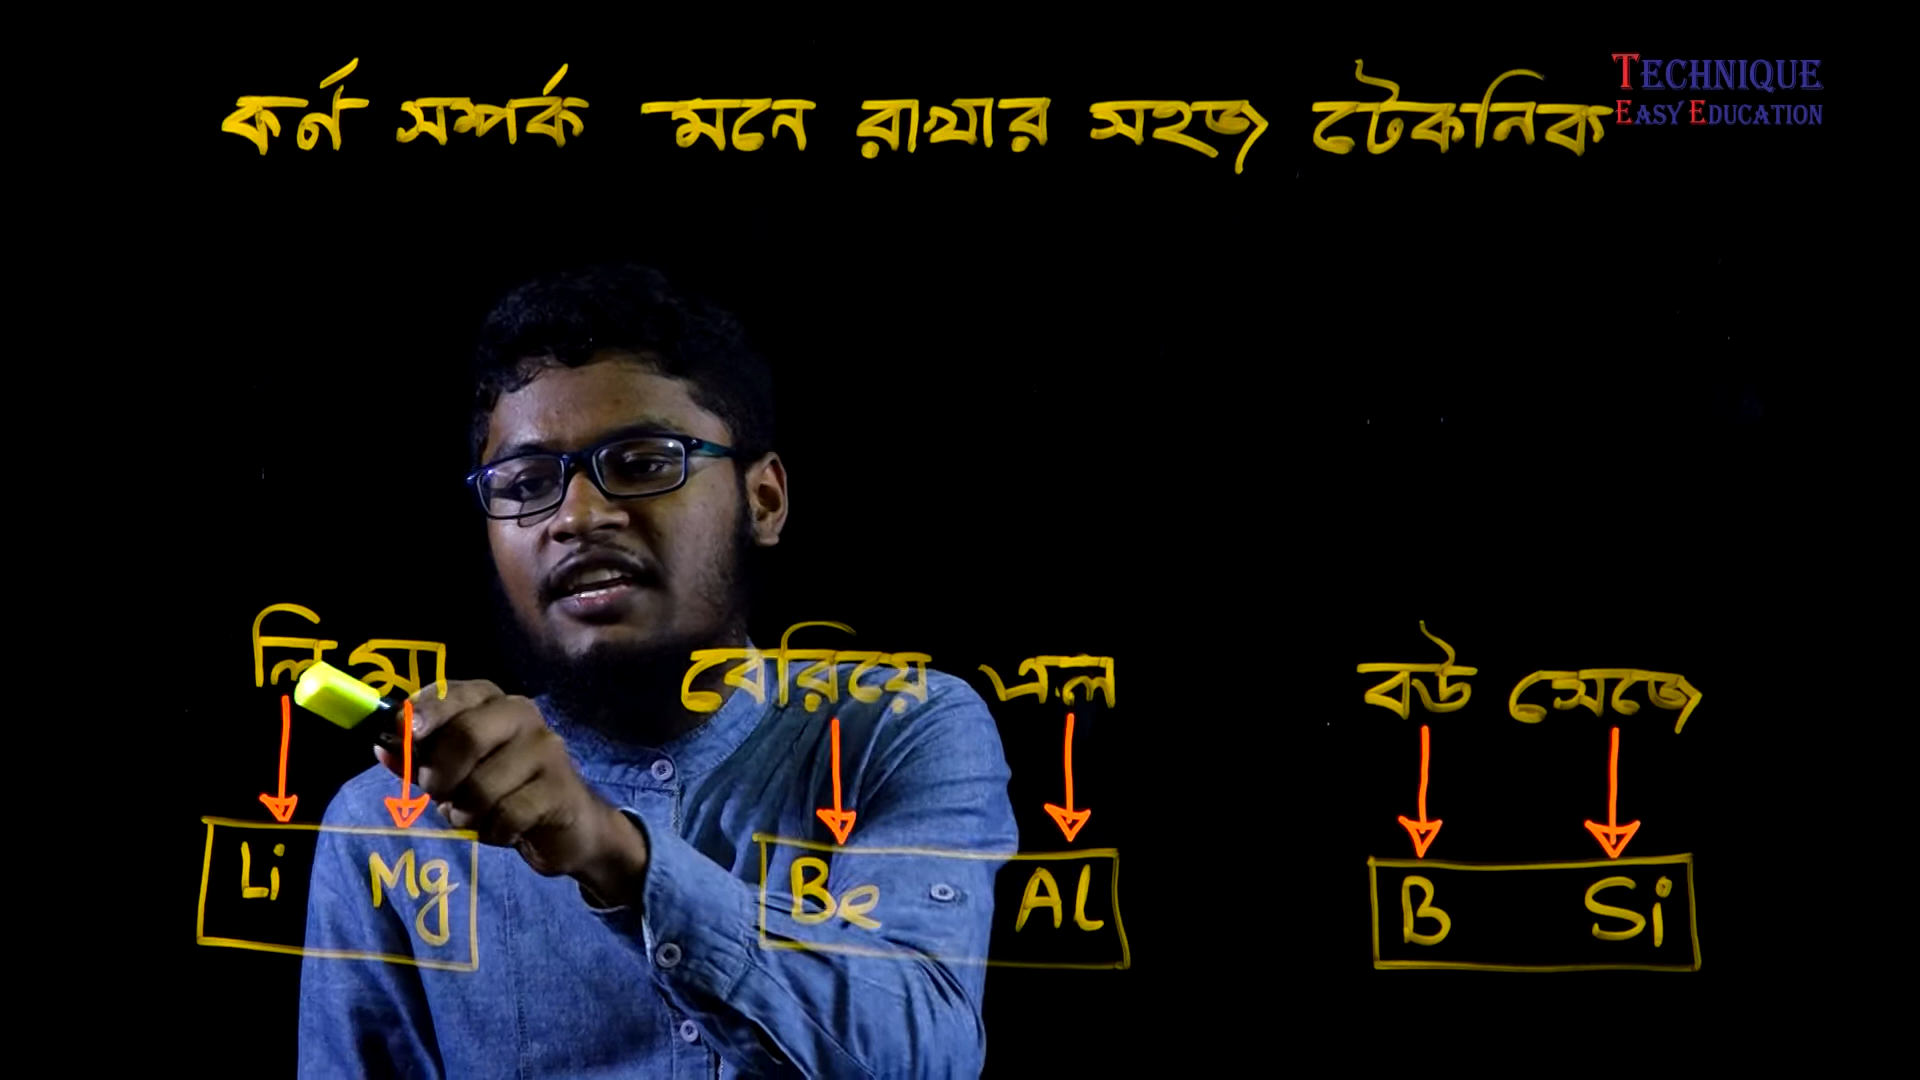 কর্ন সম্পর্ক মনে রাখার সহজ টেকনিক
TECHNIQUE
EASY EDUCATION
লি মা বেরিয়ে এল বউ সেজে
Li Mg Be Al B Si